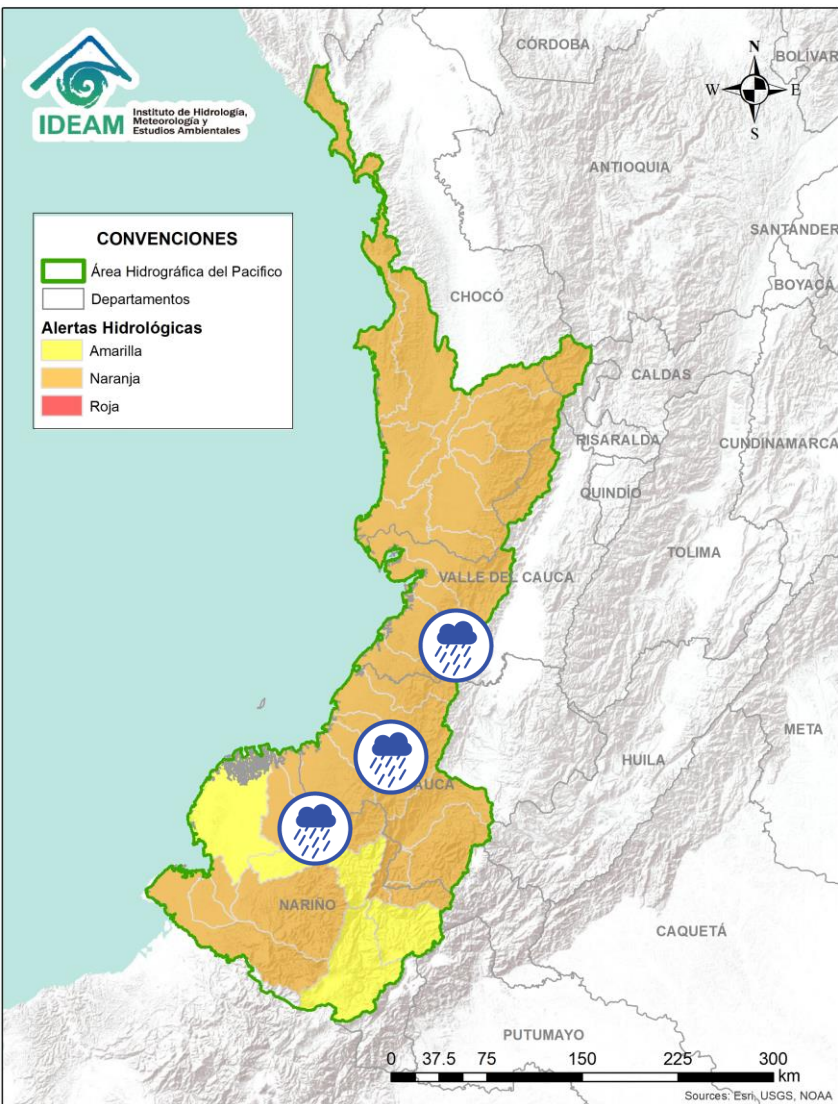 IDEAM
Instituto de Hidrología,
Meteorología y
Estudios Ambientales
CONVENCIONES
Área Hidrográfica del Pacifico
Departamentos
Alertas Hidrológicas
Amarilla
Naranja
Roja
N
W E
S
CÓRDOBA
BOLÍVAR
ANTIOQUIA
SANTANDER
BOYACÁ
CHOCÓ
CALDAS
RISARALDA
CUNDINAMARCA
QUINDÍO
TOLIMA
VALLE DEL CAUCA
META
HUILA
AUCA
NARIÑO
CAQUETÁ
PUTUMAYO
0 37.5 75 150 225 300
km
Sources: Esri, USGS, NOAA